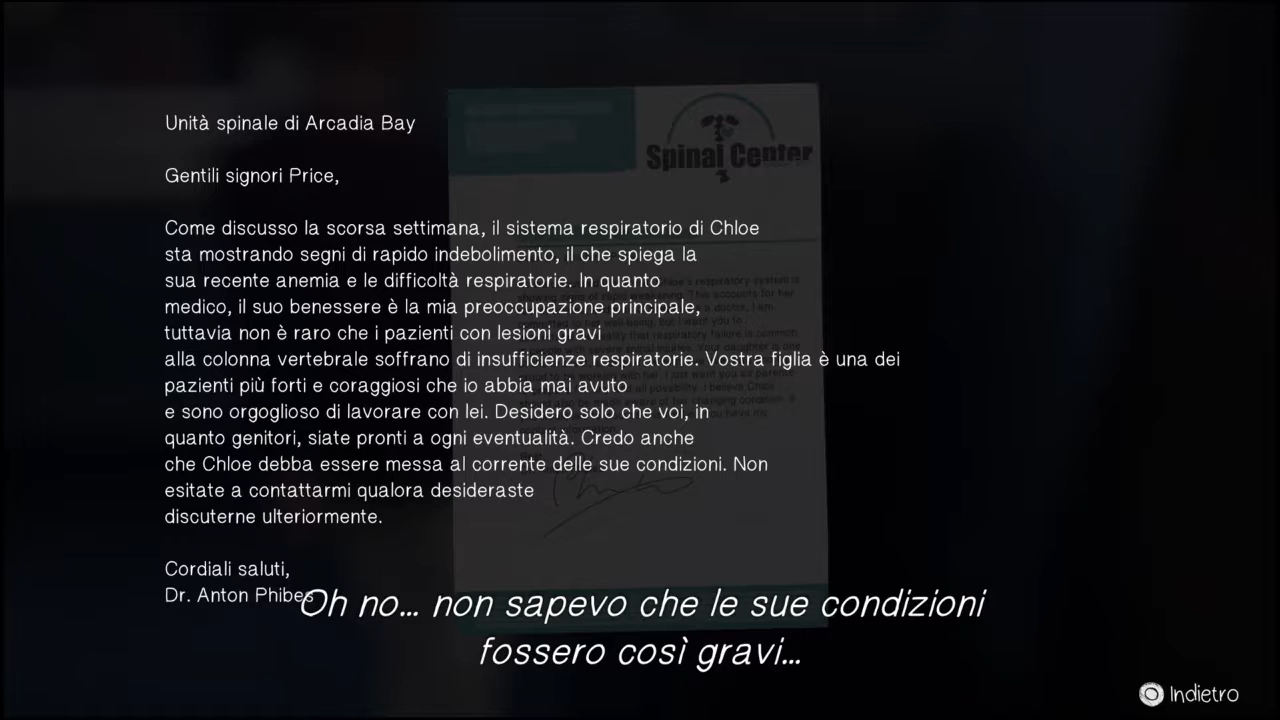 Unità spinale di Arcadia Bay
Spinal Center
Gentili signori Price,
Come discusso la scorsa settimana, il sistema respiratorio di Chloe
sta mostrando segni di rapido indebolimento, il che spiega la
sua recente anemia e le difficoltà respiratorie. In quanto
medico, il suo benessere è la mia preoccupazione principale,
tuttavia non è raro che i pazienti con lesioni gravi
alla colonna vertebrale soffrano di insufficienze respiratorie. Vostra figlia è una dei
pazienti più forti e coraggiosi che io abbia mai avuto
e sono orgoglioso di lavorare con lei. Desidero solo che voi, in
quanto genitori, siate pronti a ogni eventualità. Credo anche
che Chloe debba essere messa al corrente delle sue condizioni. Non
esitate a contattarmi qualora desideraste
discuterne ulteriormente.
Cordiali saluti,
Dr. Anton Phibes
Oh no... non sapevo che le sue condizioni
fossero così gravi...
Indietro